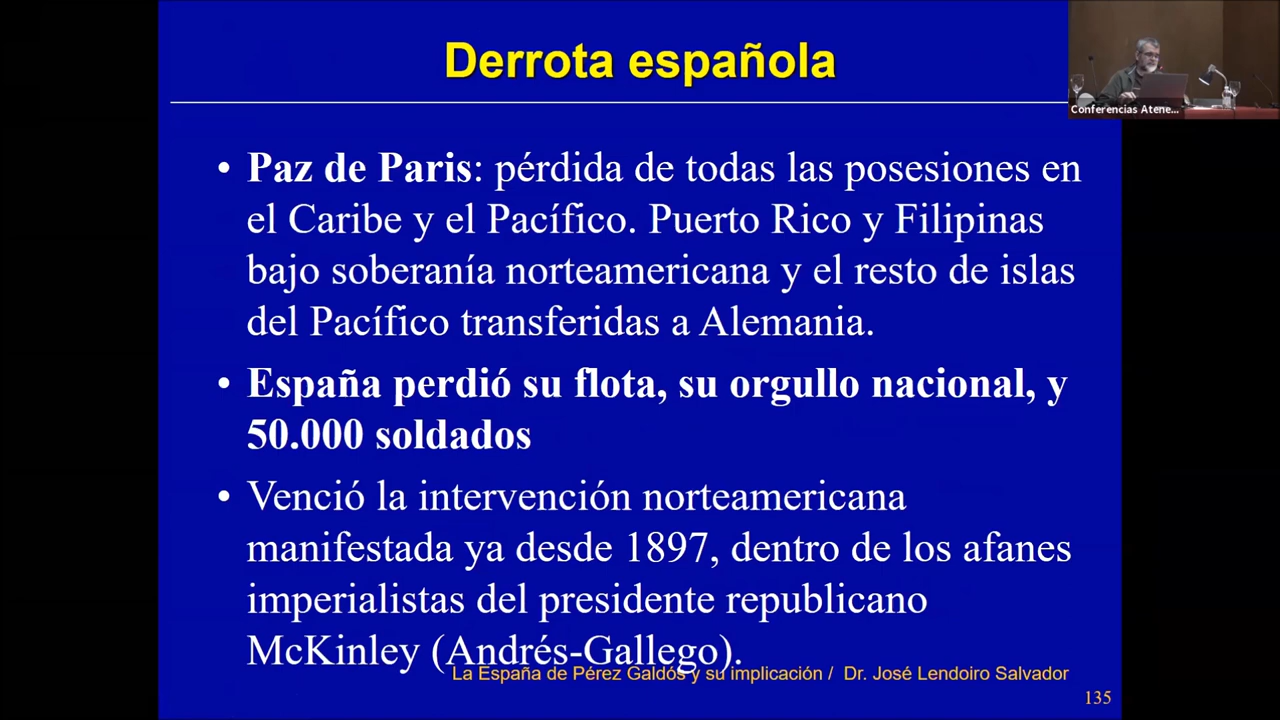 Derrota española
Conferencias Atene...
• Paz de Paris: pérdida de todas las posesiones en
el Caribe y el Pacífico. Puerto Rico y Filipinas
bajo soberanía norteamericana y el resto de islas
del Pacífico transferidas a Alemania.
• España perdió su flota, su orgullo nacional, y
50.000 soldados
• Venció la intervención norteamericana
manifestada ya desde 1897, dentro de los afanes
imperialistas del presidente republicano
McKinley (Andrés-Gallego).
La España de Pérez Galdós y su implicación / Dr. José Lendoiro Salvador
135